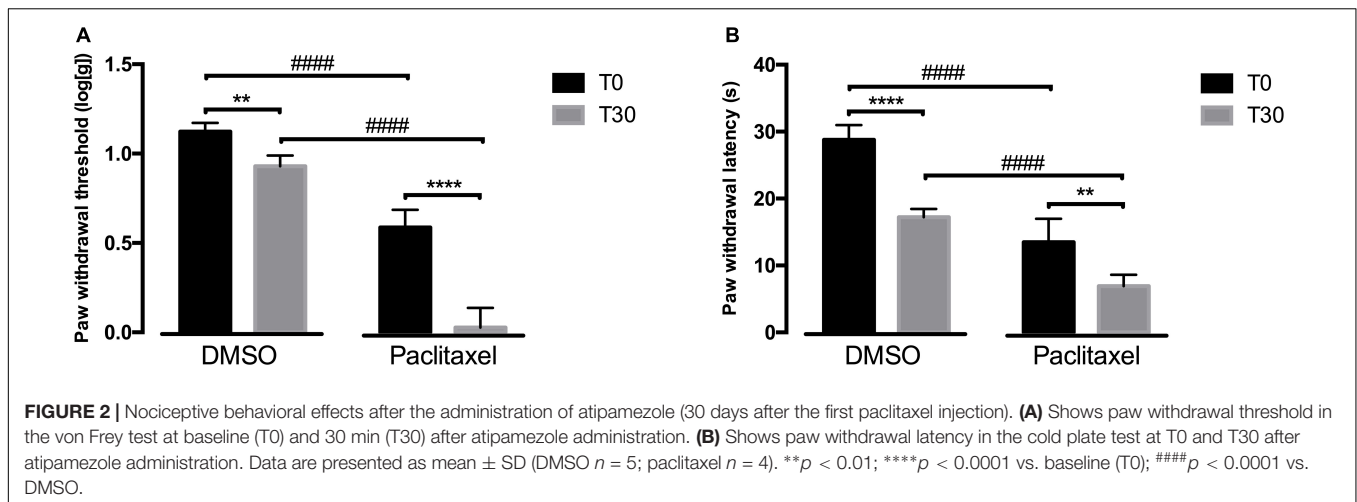 A
Paw withdrawal threshold (log[g])
1.5
1.0
0.5
0.0
####
**
####
****
DMSO
Paclitaxel
T0
T30
B
Paw withdrawal latency (s)
40
30
20
10
0
####
****
####
**
DMSO
Paclitaxel
T0
T30
FIGURE 2 | Nociceptive behavioral effects after the administration of atipamezole (30 days after the first paclitaxel injection). (A) Shows paw withdrawal threshold in
the von Frey test at baseline (T0) and 30 min (T30) after atipamezole administration. (B) Shows paw withdrawal latency in the cold plate test at T0 and T30 after
atipamezole administration. Data are presented as mean ± SD (DMSO n = 5; paclitaxel n = 4). **p < 0.01; ****p < 0.0001 vs. baseline (T0); ####p < 0.0001 vs.
DMSO.